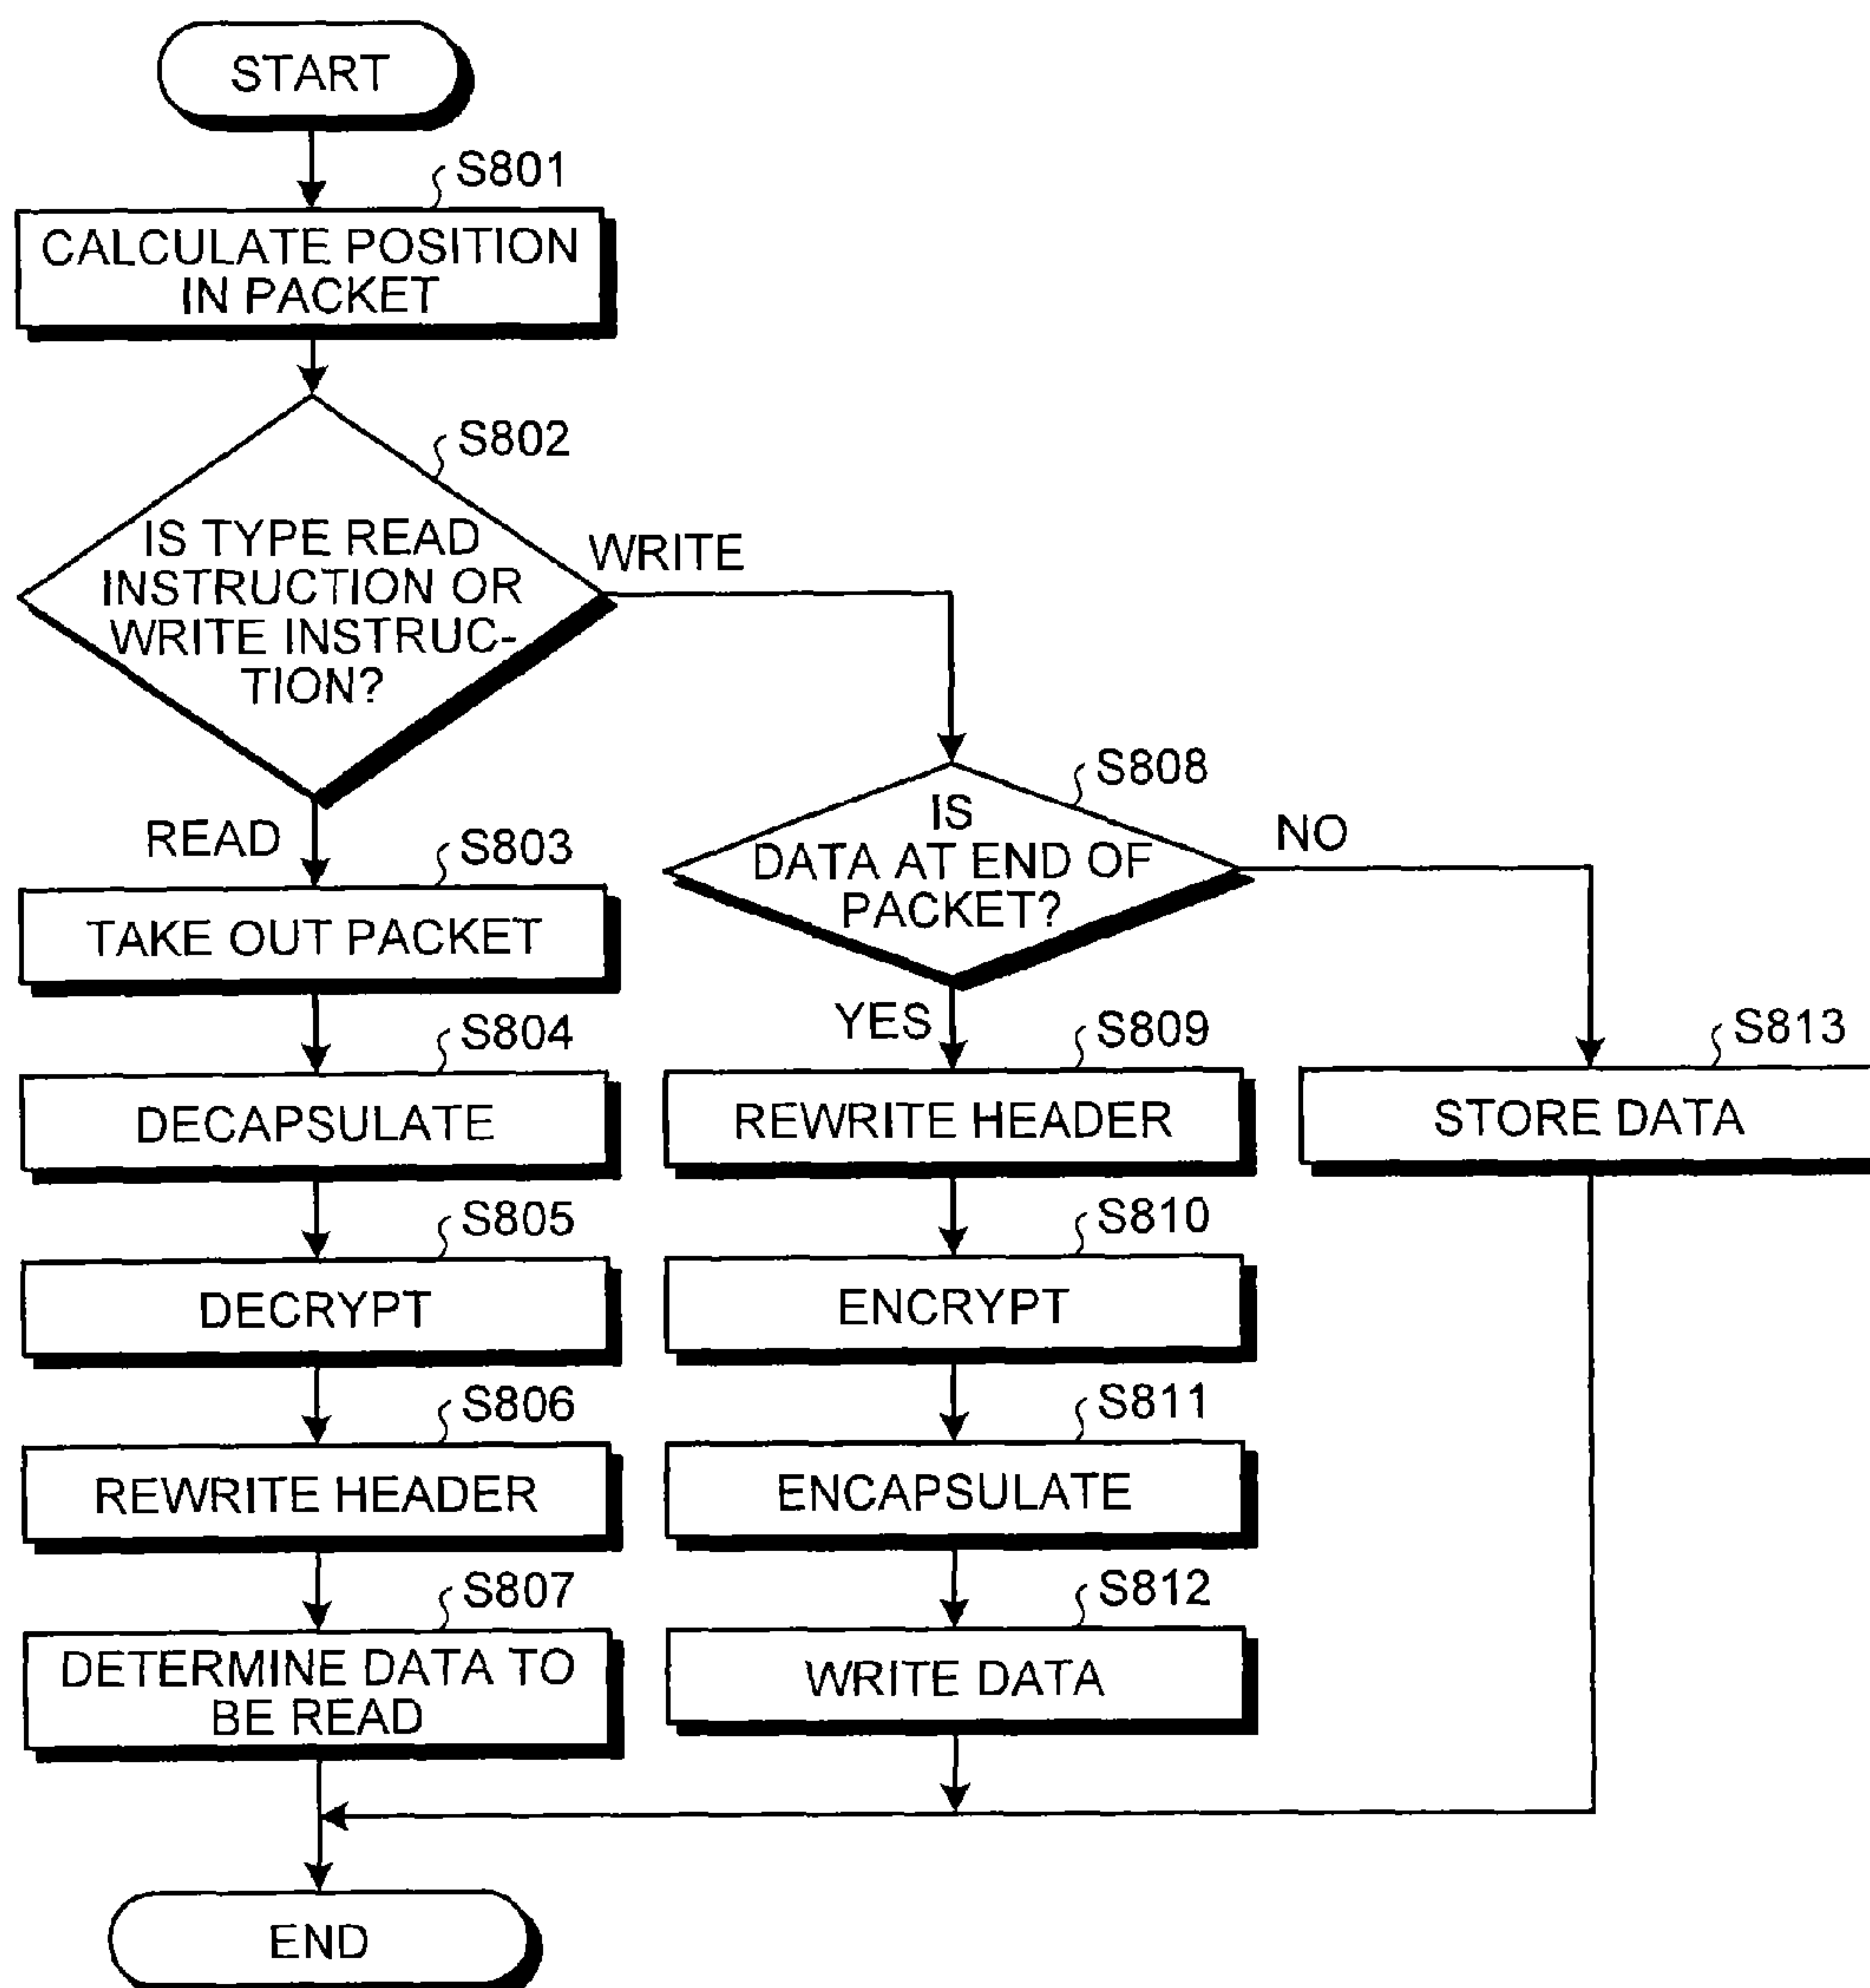 START
S801
CALCULATE POSITION
IN PACKET
S802
IS TYPE READ
INSTRUCTION OR
WRITE INSTRUC-
TION?
WRITE
READ
S803
TAKE OUT PACKET
S804
DECAPSULATE
S805
DECRYPT
S806
REWRITE HEADER
S807
DETERMINE DATA TO
BE READ
S808
IS
DATA AT END OF
PACKET?
NO
YES
S809
REWRITE HEADER
S810
ENCRYPT
S811
ENCAPSULATE
S812
WRITE DATA
S813
STORE DATA
END